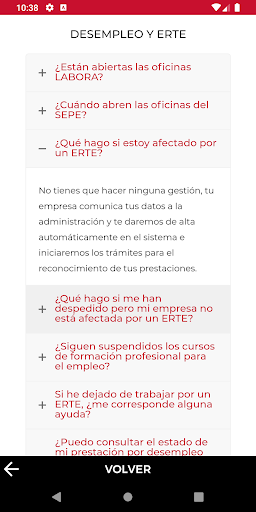 10:38
DESEMPLEO Y ERTE
¿Están abiertas las oficinas
LABORA?
¿Cuándo abren las oficinas del
SEPE?
¿Qué hago si estoy afectado por
un ERTE?
No tienes que hacer ninguna gestión, tu
empresa comunica tus datos a la
administración y te daremos de alta
automáticamente en el sistema e
iniciaremos los trámites para el
reconocimiento de tus prestaciones.
¿Qué hago si me han
despedido pero mi empresa no
está afectada por un ERTE?
¿Siguen suspendidos los cursos
de formación profesional para
el empleo?
Si he dejado de trabajar por un
ERTE, ¿me corresponde alguna
ayuda?
¿Puedo consultar el estado de
mi prestación por desempleo
VOLVER